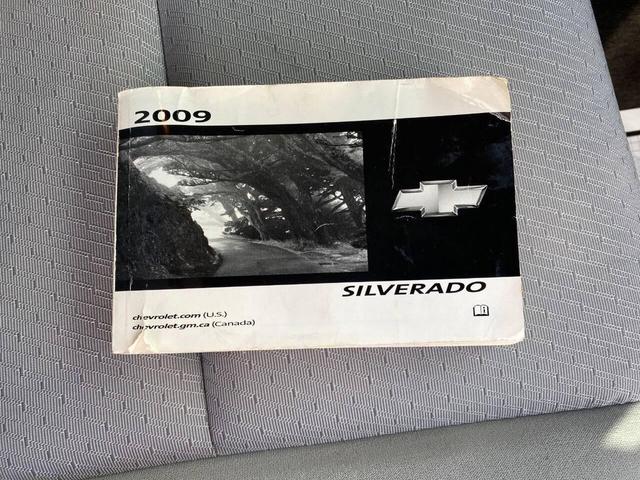 2009
SILVERADO
chevrolet.com (U.S.)
chevrolet.gm.ca (Canada)